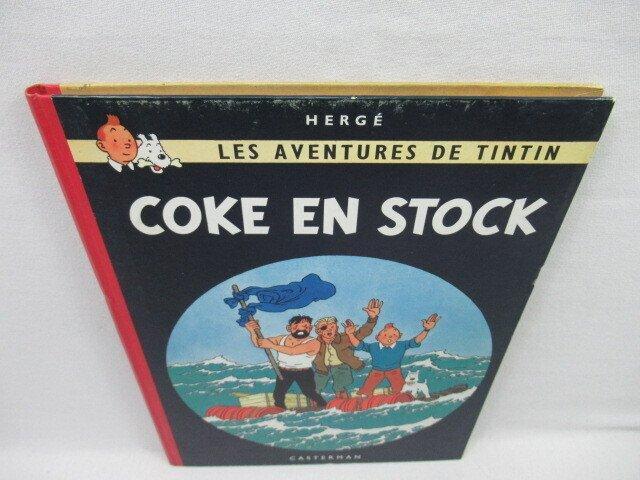 HERGÉ
LES AVENTURES DE TINTIN
COKE EN STOCK
CASTERMAN